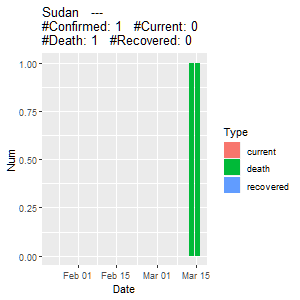 Sudan   ---
#Confirmed: 1   #Current: 0
#Death: 1   #Recovered: 0
1.00
0.75
0.50
0.25
0.00
Num
Feb 01   Feb 15   Mar 01   Mar 15
Date
Type
current
death
recovered